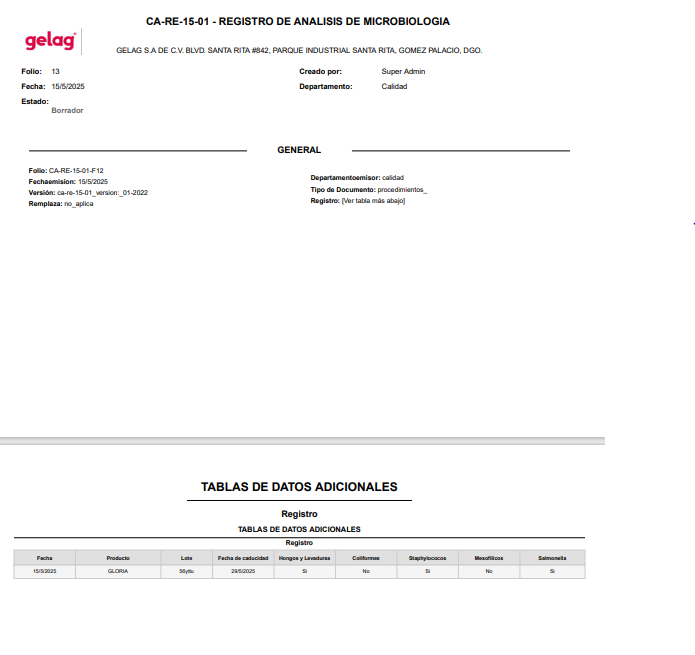 CA-RE-15-01 - REGISTRO DE ANALISIS DE MICROBIOLOGIA
gelag
GELAG S.A DE C.V. BLVD. SANTA RITA #842, PARQUE INDUSTRIAL SANTA RITA, GOMEZ PALACIO, DGO.
Folio: 13 Creado por: Super Admin
Fecha: 15/5/2025 Departamento: Calidad
Estado:
Borrador
GENERAL
Folio: CA-RE-15-01-F12
Fechaemision: 15/5/2025
Versión: ca-re-15-01_version:_01-2022
Remplaza: no_aplica
Departamentoemisor: calidad
Tipo de Documento: procedimientos_
Registro: [Ver tabla más abajo]
TABLAS DE DATOS ADICIONALES
Registro
TABLAS DE DATOS ADICIONALES
Registro
Fecha Producto Lote Fecha de caducidad Hongos y Levaduras Coliformes Staphylococos Mesofilicos Salmonella
15/5/2025 GLORIA 56yttu 29/5/2025 Si No Si No Si